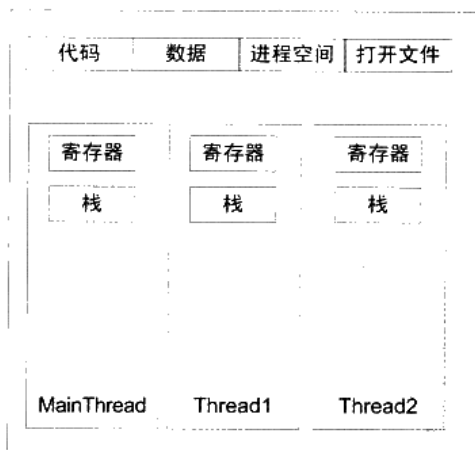 代码 数据 进程空间 打开文件
寄存器 寄存器 寄存器
栈 栈 栈
MainThread Thread1 Thread2